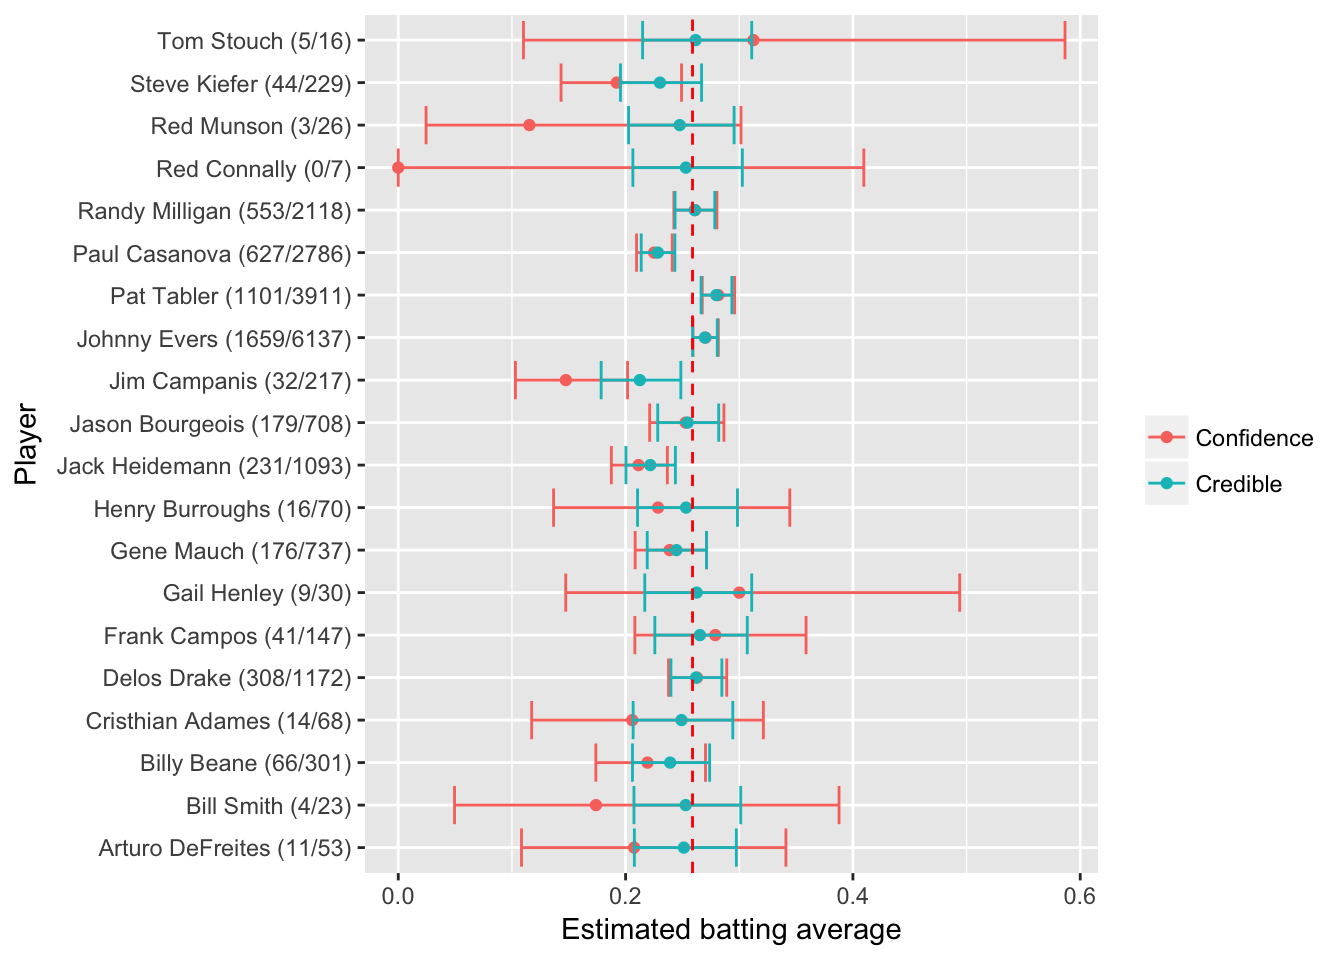 Player
Tom Stouch (5/16)
Steve Kiefer (44/229)
Red Munson (3/26)
Red Connally (0/7)
Randy Milligan (553/2118)
Paul Casanova (627/2786)
Pat Tabler (1101/3911)
Johnny Evers (1659/6137)
Jim Campanis (32/217)
Jason Bourgeois (179/708)
Jack Heidemann (231/1093)
Henry Burroughs (16/70)
Gene Mauch (176/737)
Gail Henley (9/30)
Frank Campos (41/147)
Delos Drake (308/1172)
Cristhian Adames (14/68)
Billy Beane (66/301)
Bill Smith (4/23)
Arturo DeFreites (11/53)
0.0 0.2 0.4 0.6
Estimated batting average
Confidence
Credible